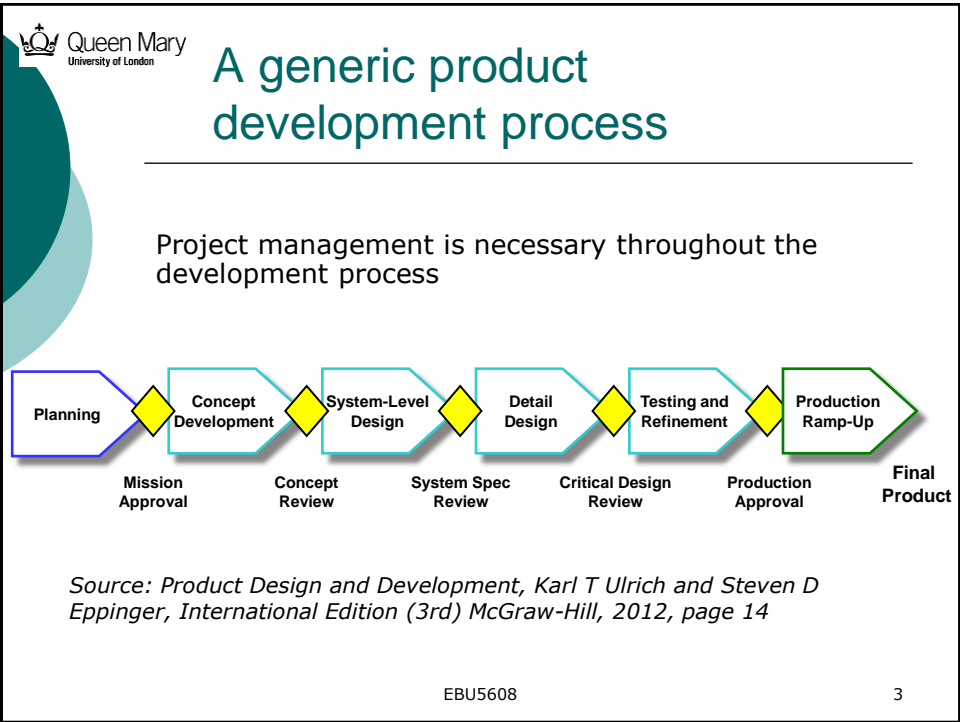 Queen Mary
University of London
A generic product
development process
Project management is necessary throughout the
development process
Planning
Concept
Development
System-Level
Design
Detail
Design
Testing and
Refinement
Production
Ramp-Up
Mission
Approval
Concept
Review
System Spec
Review
Critical Design
Review
Production
Approval
Final
Product
Source: Product Design and Development, Karl T Ulrich and Steven D
Eppinger, International Edition (3rd) McGraw-Hill, 2012, page 14
EBU5608
3